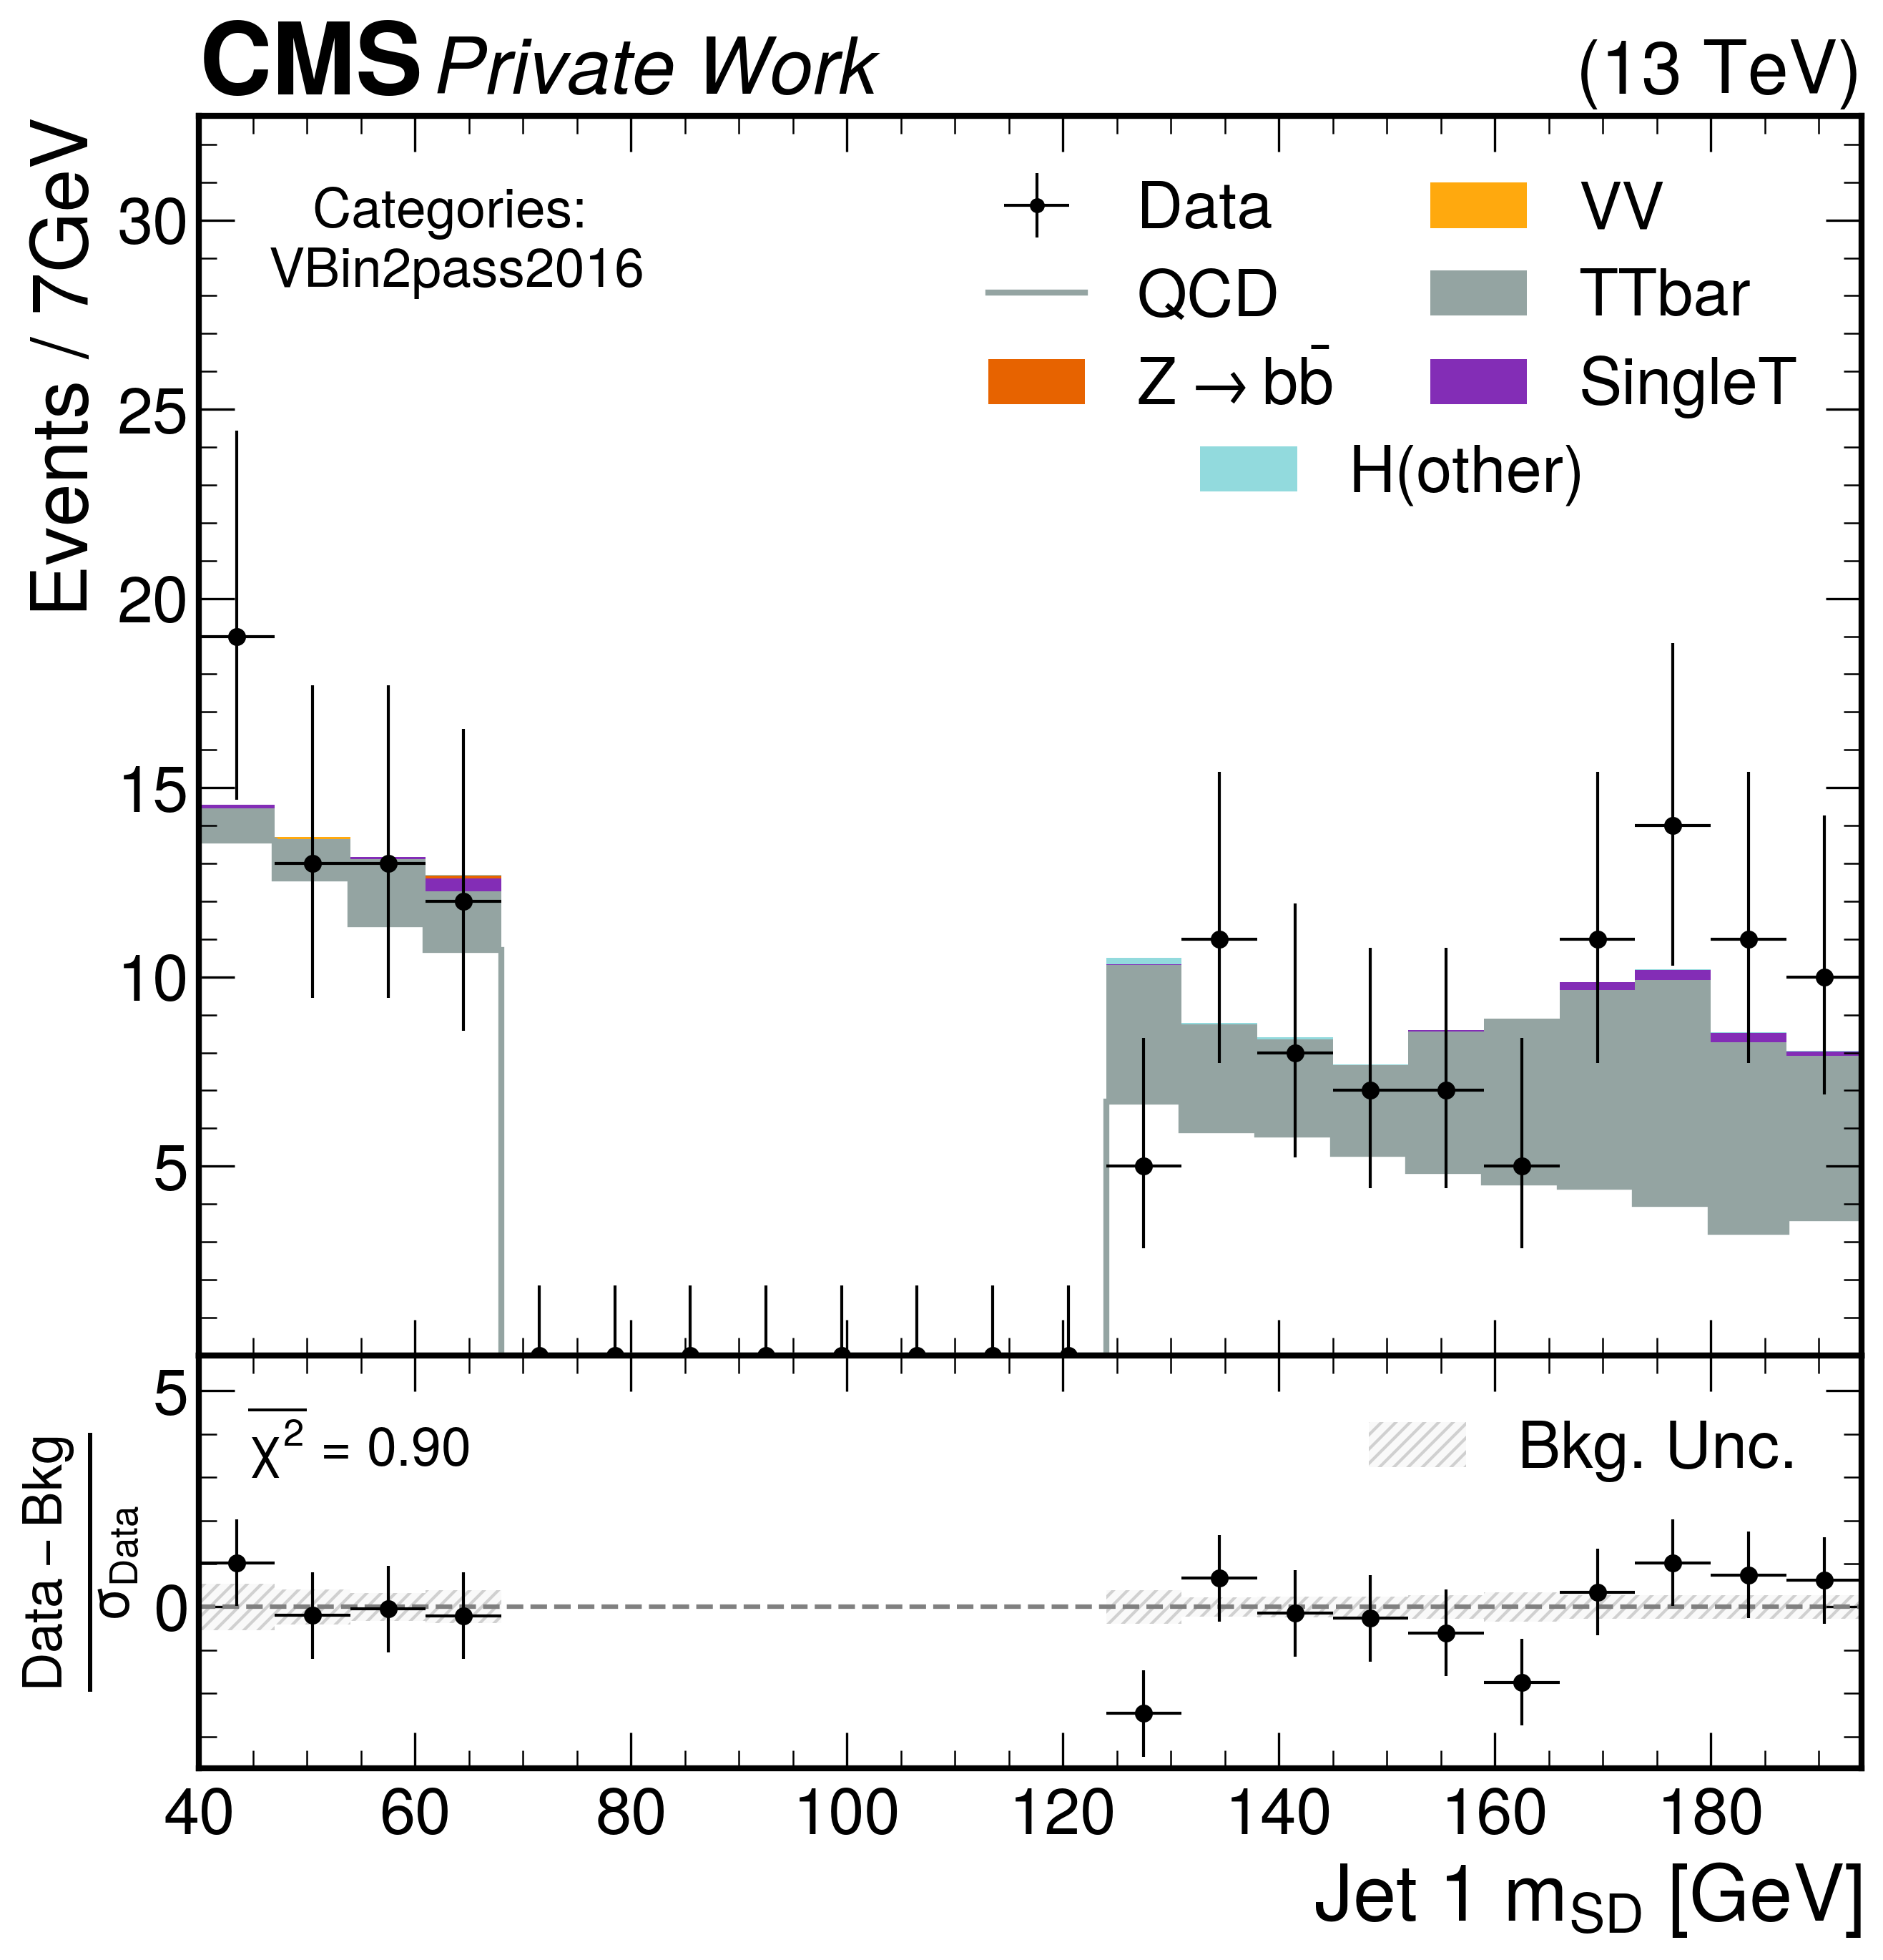 CMS Private Work (13 TeV)
Events / 7GeV
Categories:
VBin2pass2016
Data
QCD
Z → bb̄
VV
TTbar
SingleT
H(other)
30
25
20
15
10
5
Data − Bkg
σData
5
0
χ² = 0.90
Bkg. Unc.
40 60 80 100 120 140 160 180
Jet 1 mSD [GeV]